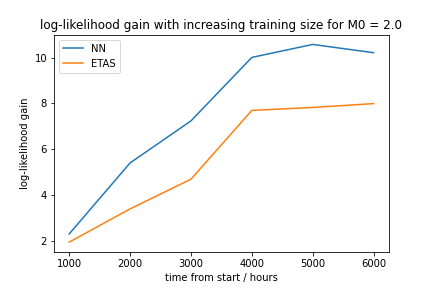 log-likelihood gain with increasing training size for M0 = 2.0
NN
ETAS
log-likelihood gain
10
8
6
4
2
1000 2000 3000 4000 5000 6000
time from start / hours